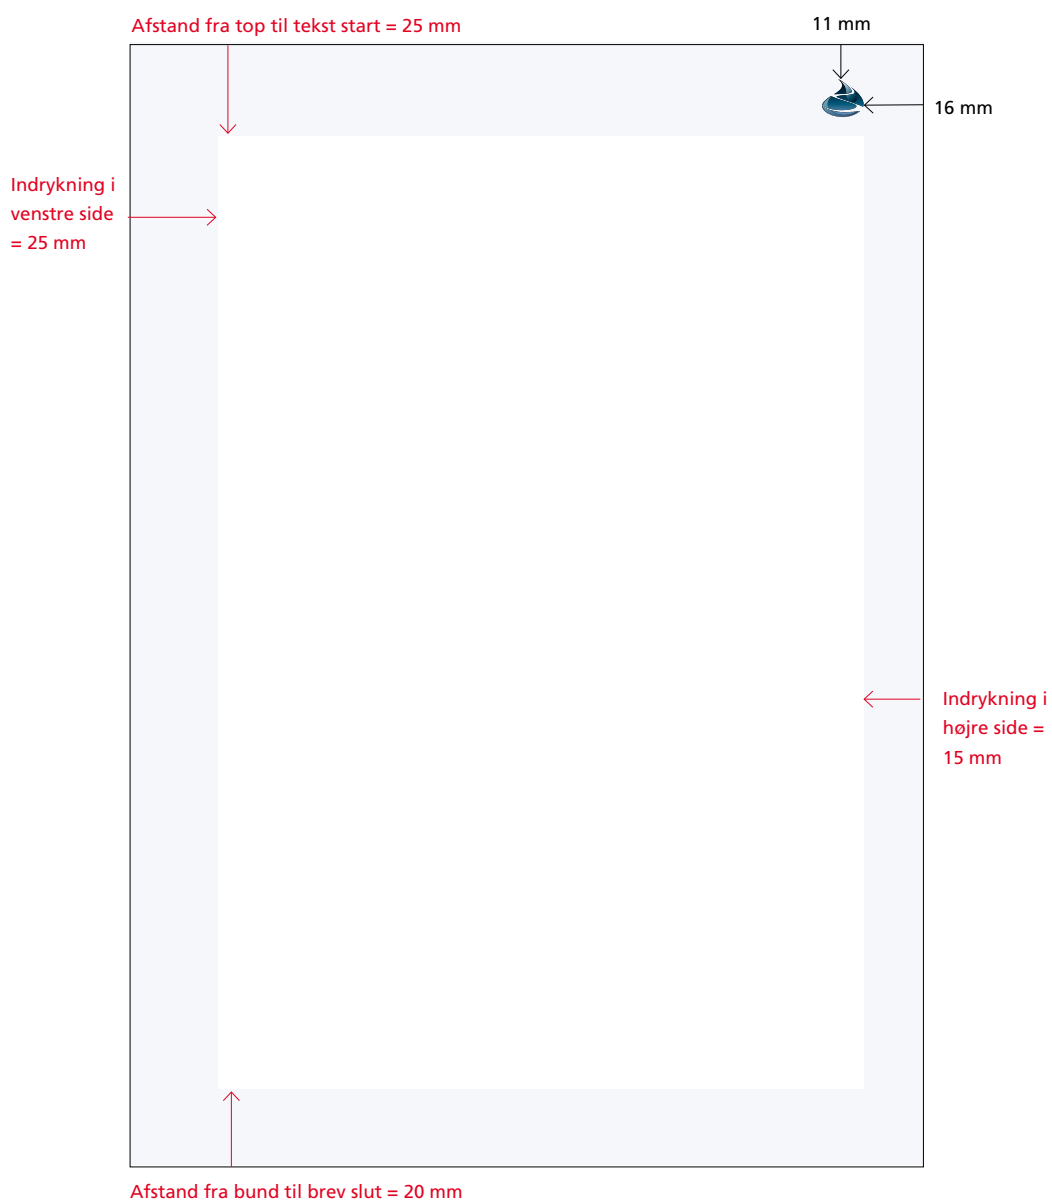 Afstand fra top til tekst start = 25 mm
11 mm
16 mm
Indrykning i
venstre side
= 25 mm
Indrykning i
højre side =
15 mm
Afstand fra bund til brev slut = 20 mm